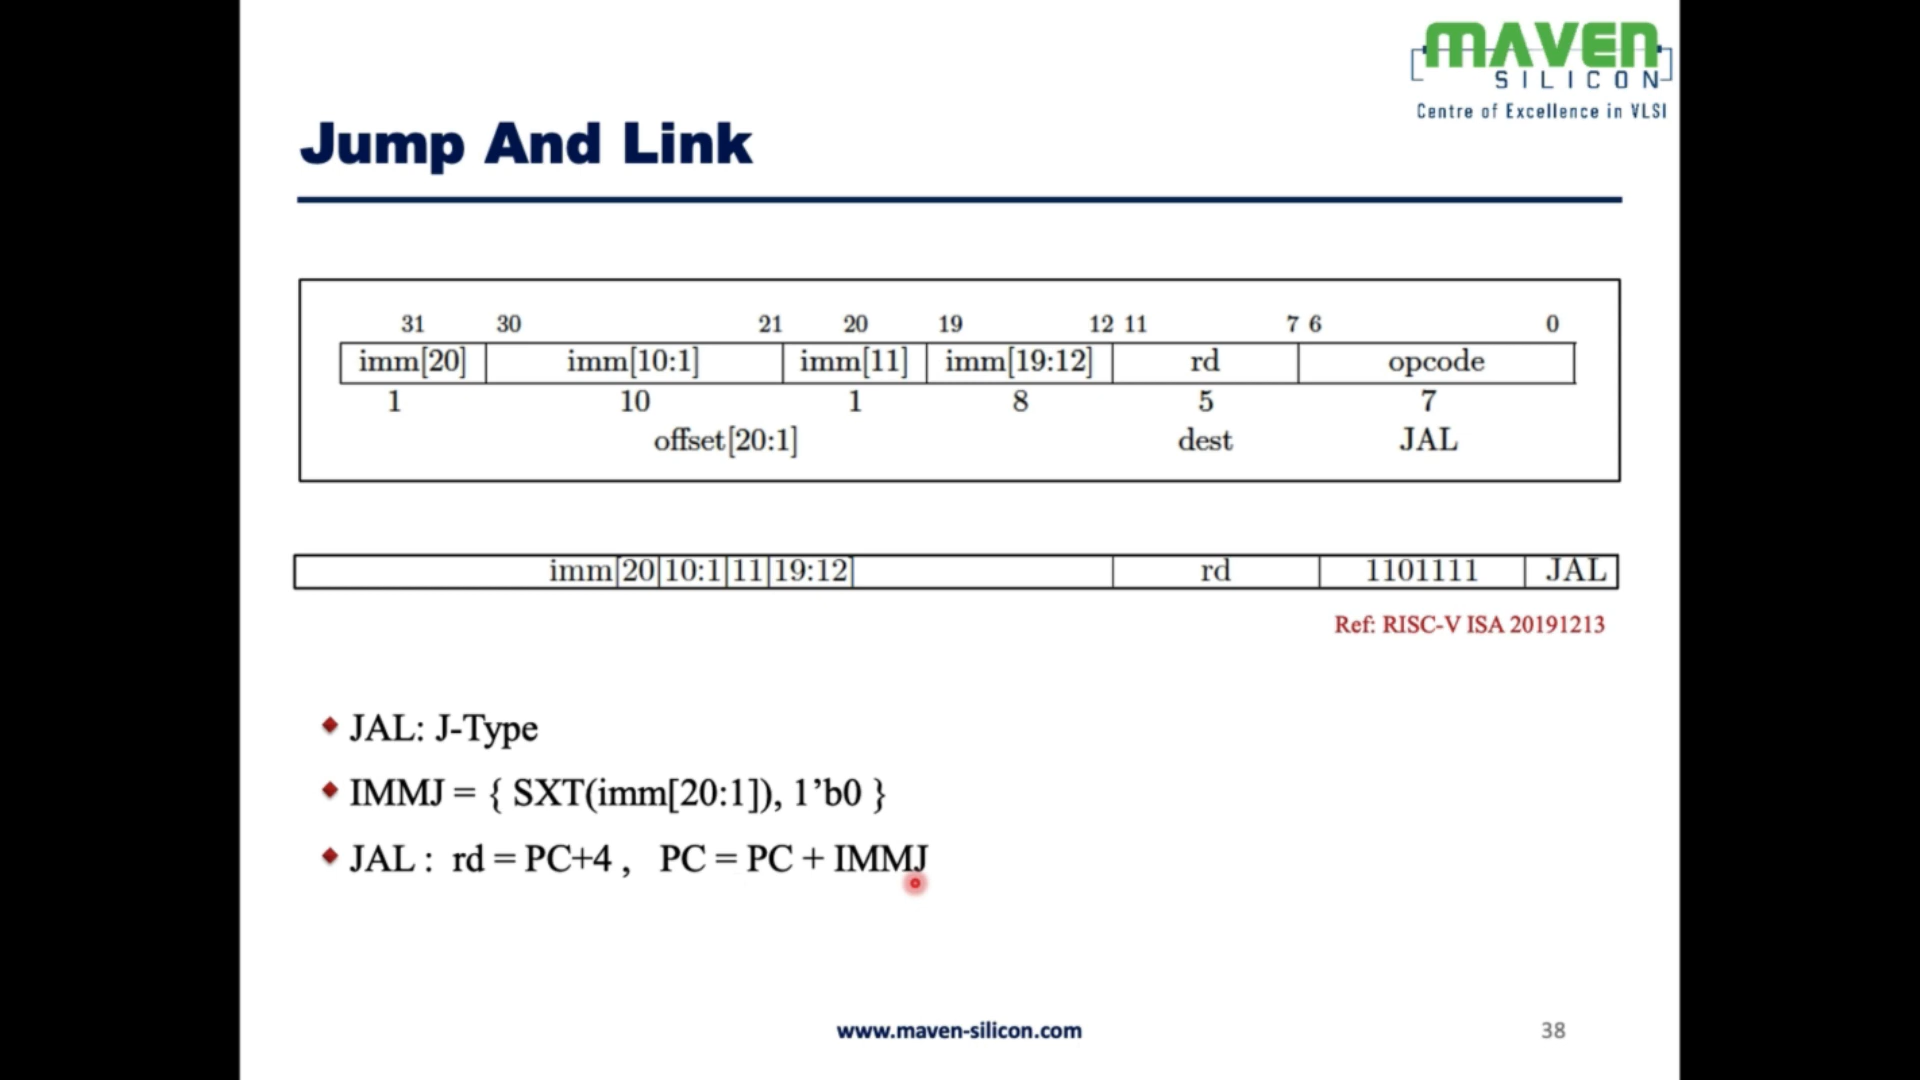 MAVEN
SILICON
Centre of Excellence in VLSI
Jump And Link
31 30 21 20 19 12 11 7 6 0
imm[20] imm[10:1] imm[11] imm[19:12] rd opcode
1 10 1 8 5 7
offset[20:1] dest JAL
imm[20|10:1|11|19:12] rd 1101111 JAL
Ref: RISC-V ISA 20191213
JAL: J-Type
IMMJ = { SXT(imm[20:1]), 1’b0 }
JAL : rd = PC+4 , PC = PC + IMMJ
www.maven-silicon.com
38